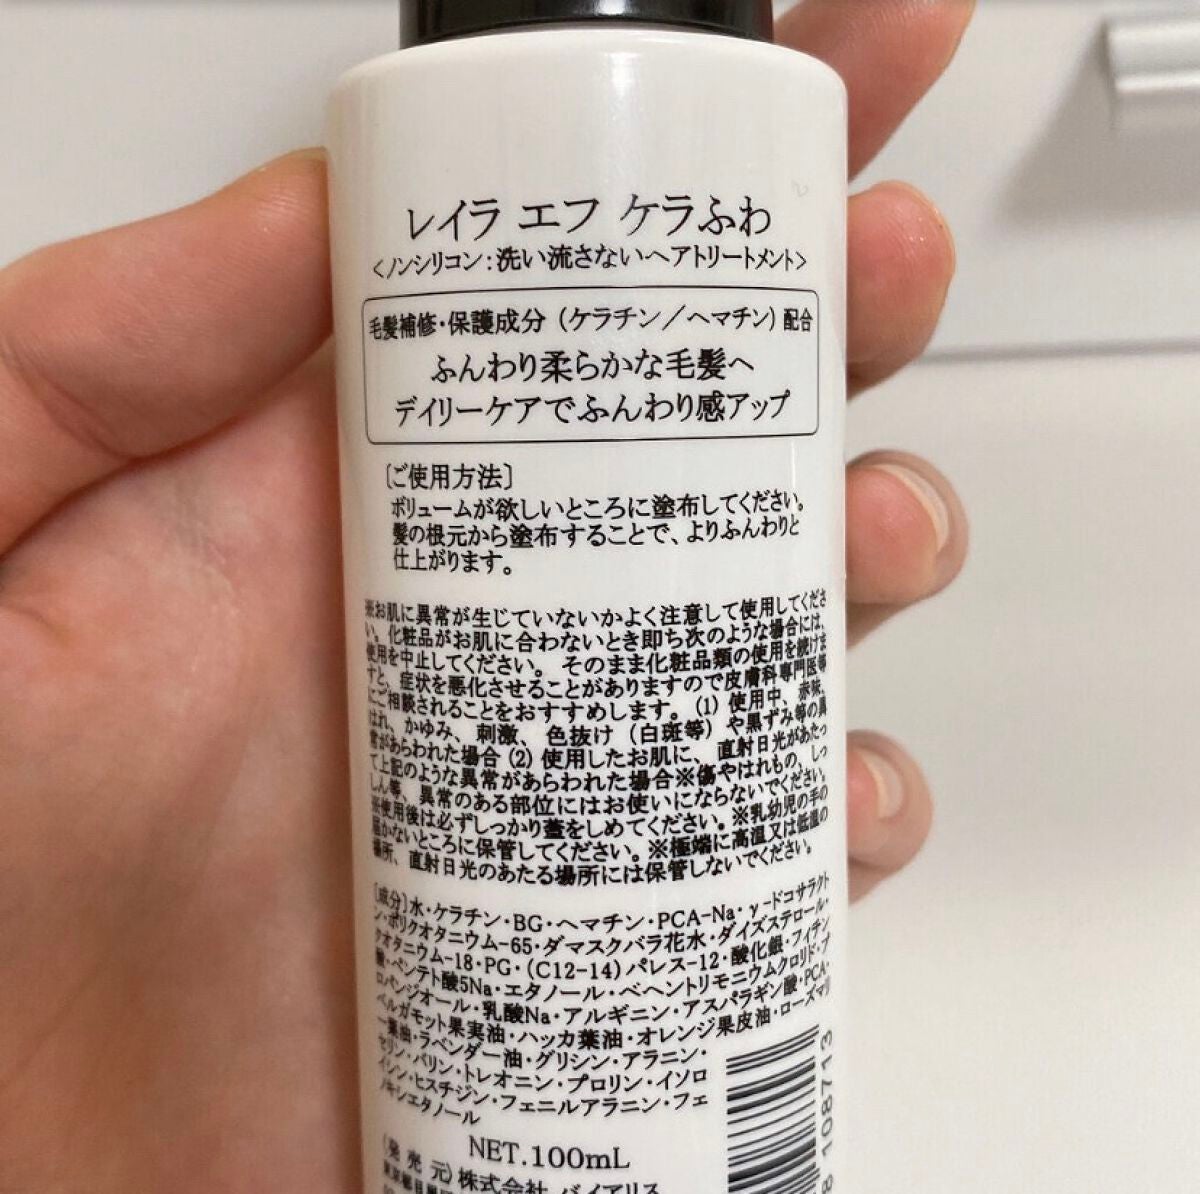 レイラ エフ ケラふわ
<ノンシリコン:洗い流さないヘアトリートメント>
毛髪補修・保護成分(ケラチン/ヘマチン)配合
ふんわり柔らかな毛髪へ
デイリーケアでふんわり感アップ
〔ご使用方法〕
ボリュームが欲しいところに塗布してください。
髪の根元から塗布することで、よりふんわりと
仕上がります。
※お肌に異常が生じていないかよく注意して使用してくださ
い。化粧品がお肌に合わないとき即ち次のような場合には、
使用を中止してください。そのまま化粧品類の使用を続けま
すと、症状を悪化させることがありますので皮膚科専門医等
にご相談されることをおすすめします。(1) 使用中、赤味、
はれ、かゆみ、刺激、色抜け(白斑等)や黒ずみ等の異
常があらわれた場合 (2) 使用したお肌に、直射日光があたっ
て上記のような異常があらわれた場合※傷やはれもの、しっ
しん等、異常のある部位にはお使いにならないでください。
※使用後は必ずしっかり蓋をしめてください。※乳幼児の手の
届かないところに保管してください。※極端に高温又は低温の
場所、直射日光のあたる場所には保管しないでください。
〔成分〕水・ケラチン・BG・ヘマチン・PCA-Na・γ-ドコサラクト
ン・ポリクオタニウム-65・ダマスクバラ花水・ダイズステロール・
クオタニウム-18・PG・(C12-14)パレス-12・酸化銀・フィチン
酸・ペンテト酸5Na・エタノール・ベヘントリモニウムクロリド・プ
ロパンジオール・乳酸Na・アルギニン・アスパラギン酸・PCA・
ベルガモット果実油・ハッカ葉油・オレンジ果皮油・ローズマリ
ー葉油・ラベンダー油・グリシン・アラニン・
セリン・バリン・トレオニン・プロリン・イソロ
イシン・ヒスチジン・フェニルアラニン・フェ
ノキシエタノール
NET.100mL
(発売元)株式会社 バイアリス
108713